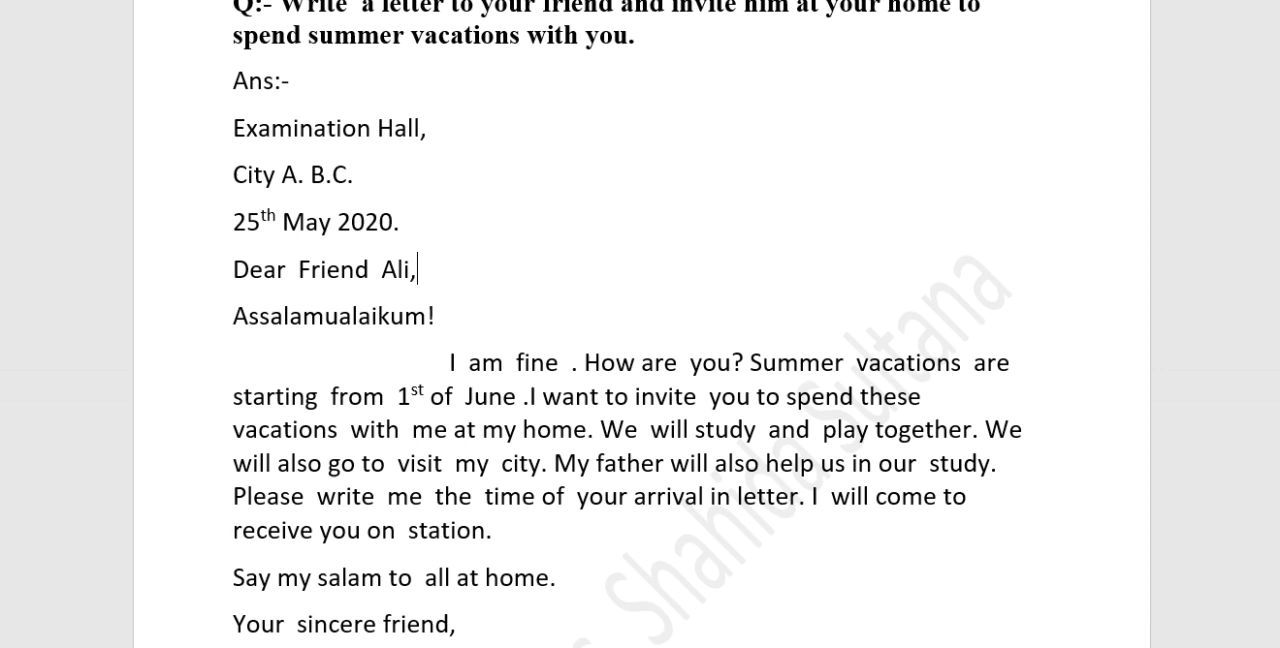 Q:- Write a letter to your friend and invite him at your home to
spend summer vacations with you.
Ans:-
Examination Hall,
City A. B.C.
25th May 2020.
Dear Friend Ali,
Assalamualaikum!
I am fine . How are you? Summer vacations are
starting from 1st of June .I want to invite you to spend these
vacations with me at my home. We will study and play together. We
will also go to visit my city. My father will also help us in our study.
Please write me the time of your arrival in letter. I will come to
receive you on station.
Say my salam to all at home.
Your sincere friend,
Shahida Sultana